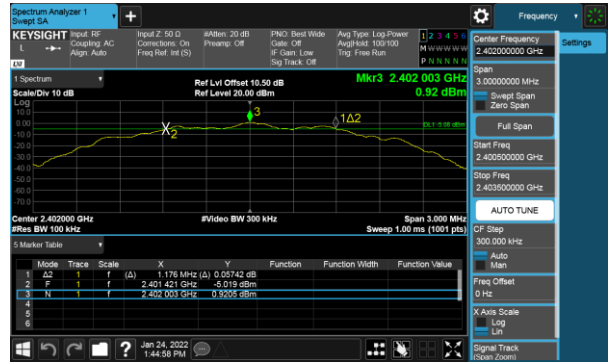 Spectrum Analyzer 1
Swept SA
+
Frequency
KEYSIGHT
L
Input: RF
Coupling: AC
Align: Auto
Input Z: 50 Ω
Corrections: On
Freq Ref: Int (S)
#Atten: 20 dB
Preamp: Off
PNO: Best Wide
Gate: Off
IF Gain: Low
Sig Track: Off
Avg Type: Log-Power
Avg|Hold: 100/100
Trig: Free Run
1 2 3 4 5 6
M W W W W W
P N N N N N
Center Frequency
2.402000000 GHz
Settings
Span
3.00000000 MHz
Swept Span
Zero Span
Full Span
Start Freq
2.400500000 GHz
Stop Freq
2.403500000 GHz
AUTO TUNE
CF Step
300.000 kHz
Auto
Man
Freq Offset
0 Hz
X Axis Scale
Log
Lin
Signal Track
(Span Zoom)
1 Spectrum
Scale/Div 10 dB
Ref Lvl Offset 10.50 dB
Ref Level 20.00 dBm
Mkr3 2.402 003 GHz
0.92 dBm
Log
10.0
0.00
-10.0
-20.0
-30.0
-40.0
-50.0
-60.0
-70.0
2
3
1Δ2
DL1 -5.08 dBm
Center 2.402000 GHz
#Res BW 100 kHz
#Video BW 300 kHz
Span 3.000 MHz
Sweep 1.00 ms (1001 pts)
5 Marker Table
Mode Trace Scale X Y Function Function Width Function Value
1 Δ2 1 f (Δ) 1.176 MHz (Δ) 0.05742 dB
2 F 1 f 2.401 421 GHz -5.019 dBm
3 N 1 f 2.402 003 GHz 0.9205 dBm
4
5
6
?
Jan 24, 2022
1:44:58 PM